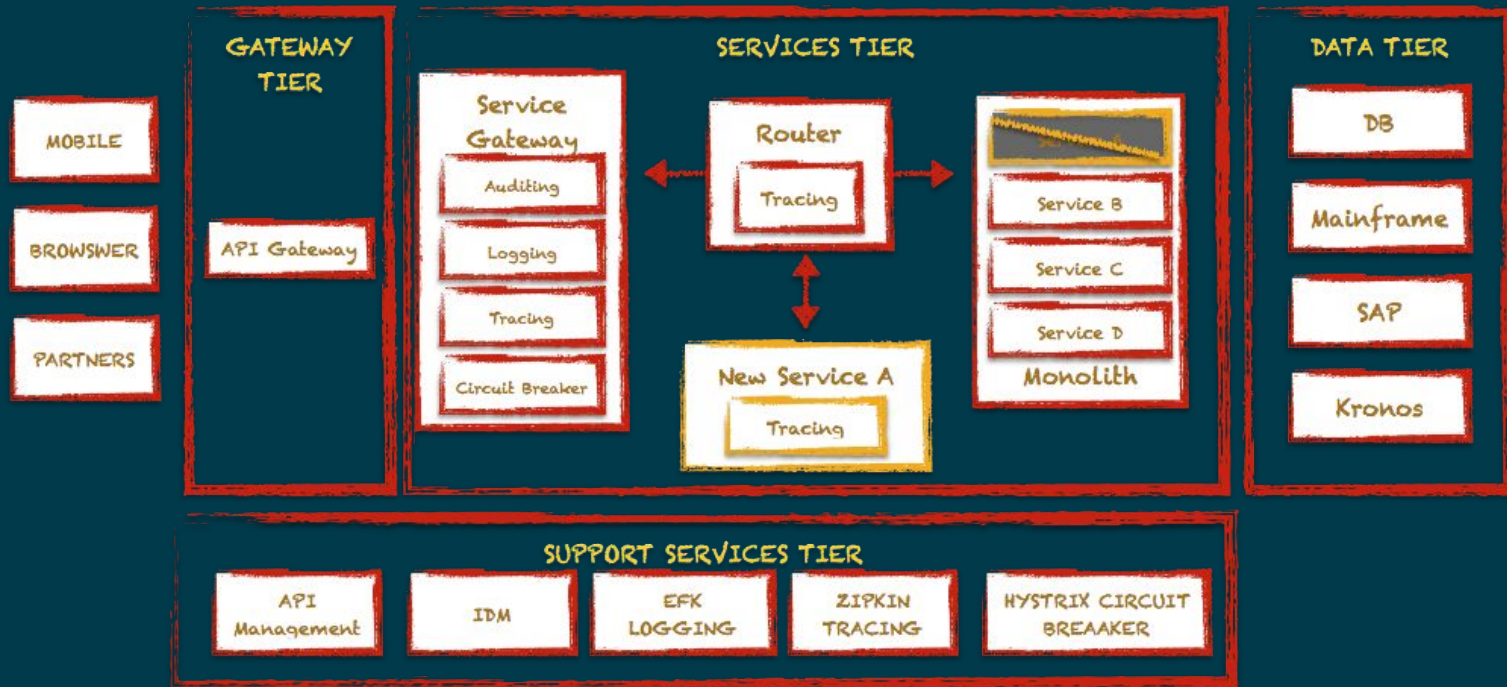 GATEWAY
TIER
SERVICES TIER
DATA TIER
MOBILE
BROWSWER
PARTNERS
API Gateway
Service
Gateway
Auditing
Logging
Tracing
Circuit Breaker
Router
Tracing
New Service A
Tracing
Service B
Service C
Service D
Monolith
DB
Mainframe
SAP
Kronos
SUPPORT SERVICES TIER
API
Management
IDM
EFK
LOGGING
ZIPKIN
TRACING
HYSTRIX CIRCUIT
BREAAKER